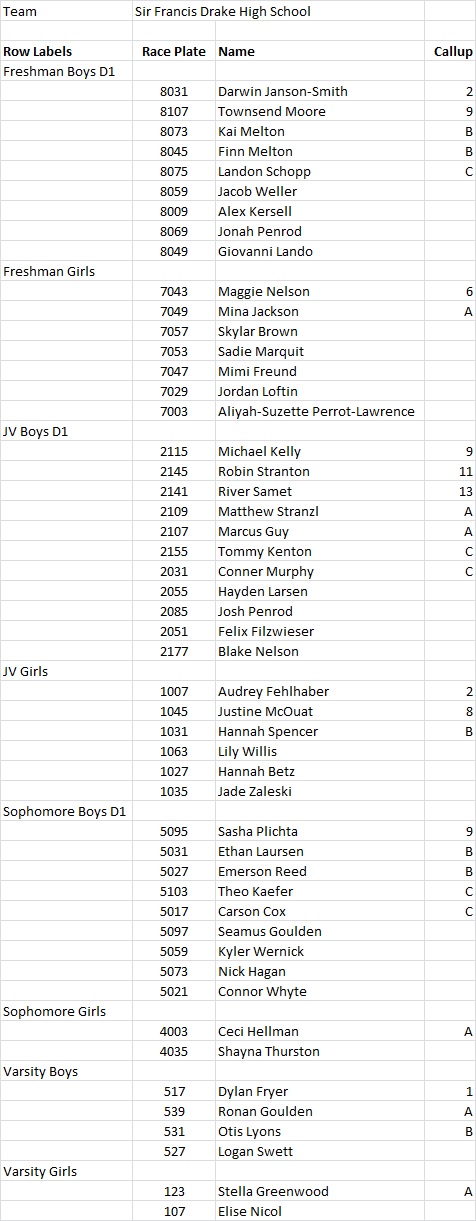 Team Sir Francis Drake High School
Row Labels Race Plate Name Callup
Freshman Boys D1
8031 Darwin Janson-Smith 2
8107 Townsend Moore 9
8073 Kai Melton B
8045 Finn Melton B
8075 Landon Schopp C
8059 Jacob Weller
8009 Alex Kersell
8069 Jonah Penrod
8049 Giovanni Lando
Freshman Girls
7043 Maggie Nelson 6
7049 Mina Jackson A
7057 Skylar Brown
7053 Sadie Marquit
7047 Mimi Freund
7029 Jordan Loftin
7003 Aliyah-Suzette Perrot-Lawrence
JV Boys D1
2115 Michael Kelly 9
2145 Robin Stranton 11
2141 River Samet 13
2109 Matthew Stranzl A
2107 Marcus Guy A
2155 Tommy Kenton C
2031 Conner Murphy C
2055 Hayden Larsen
2085 Josh Penrod
2051 Felix Filzwieser
2177 Blake Nelson
JV Girls
1007 Audrey Fehlhaber 2
1045 Justine McOuat 8
1031 Hannah Spencer B
1063 Lily Willis
1027 Hannah Betz
1035 Jade Zaleski
Sophomore Boys D1
5095 Sasha Plichta 9
5031 Ethan Laursen B
5027 Emerson Reed B
5103 Theo Kaefer C
5017 Carson Cox C
5097 Seamus Goulden
5059 Kyler Wernick
5073 Nick Hagan
5021 Connor Whyte
Sophomore Girls
4003 Ceci Hellman A
4035 Shayna Thurston
Varsity Boys
517 Dylan Fryer 1
539 Ronan Goulden A
531 Otis Lyons B
527 Logan Swett
Varsity Girls
123 Stella Greenwood A
107 Elise Nicol